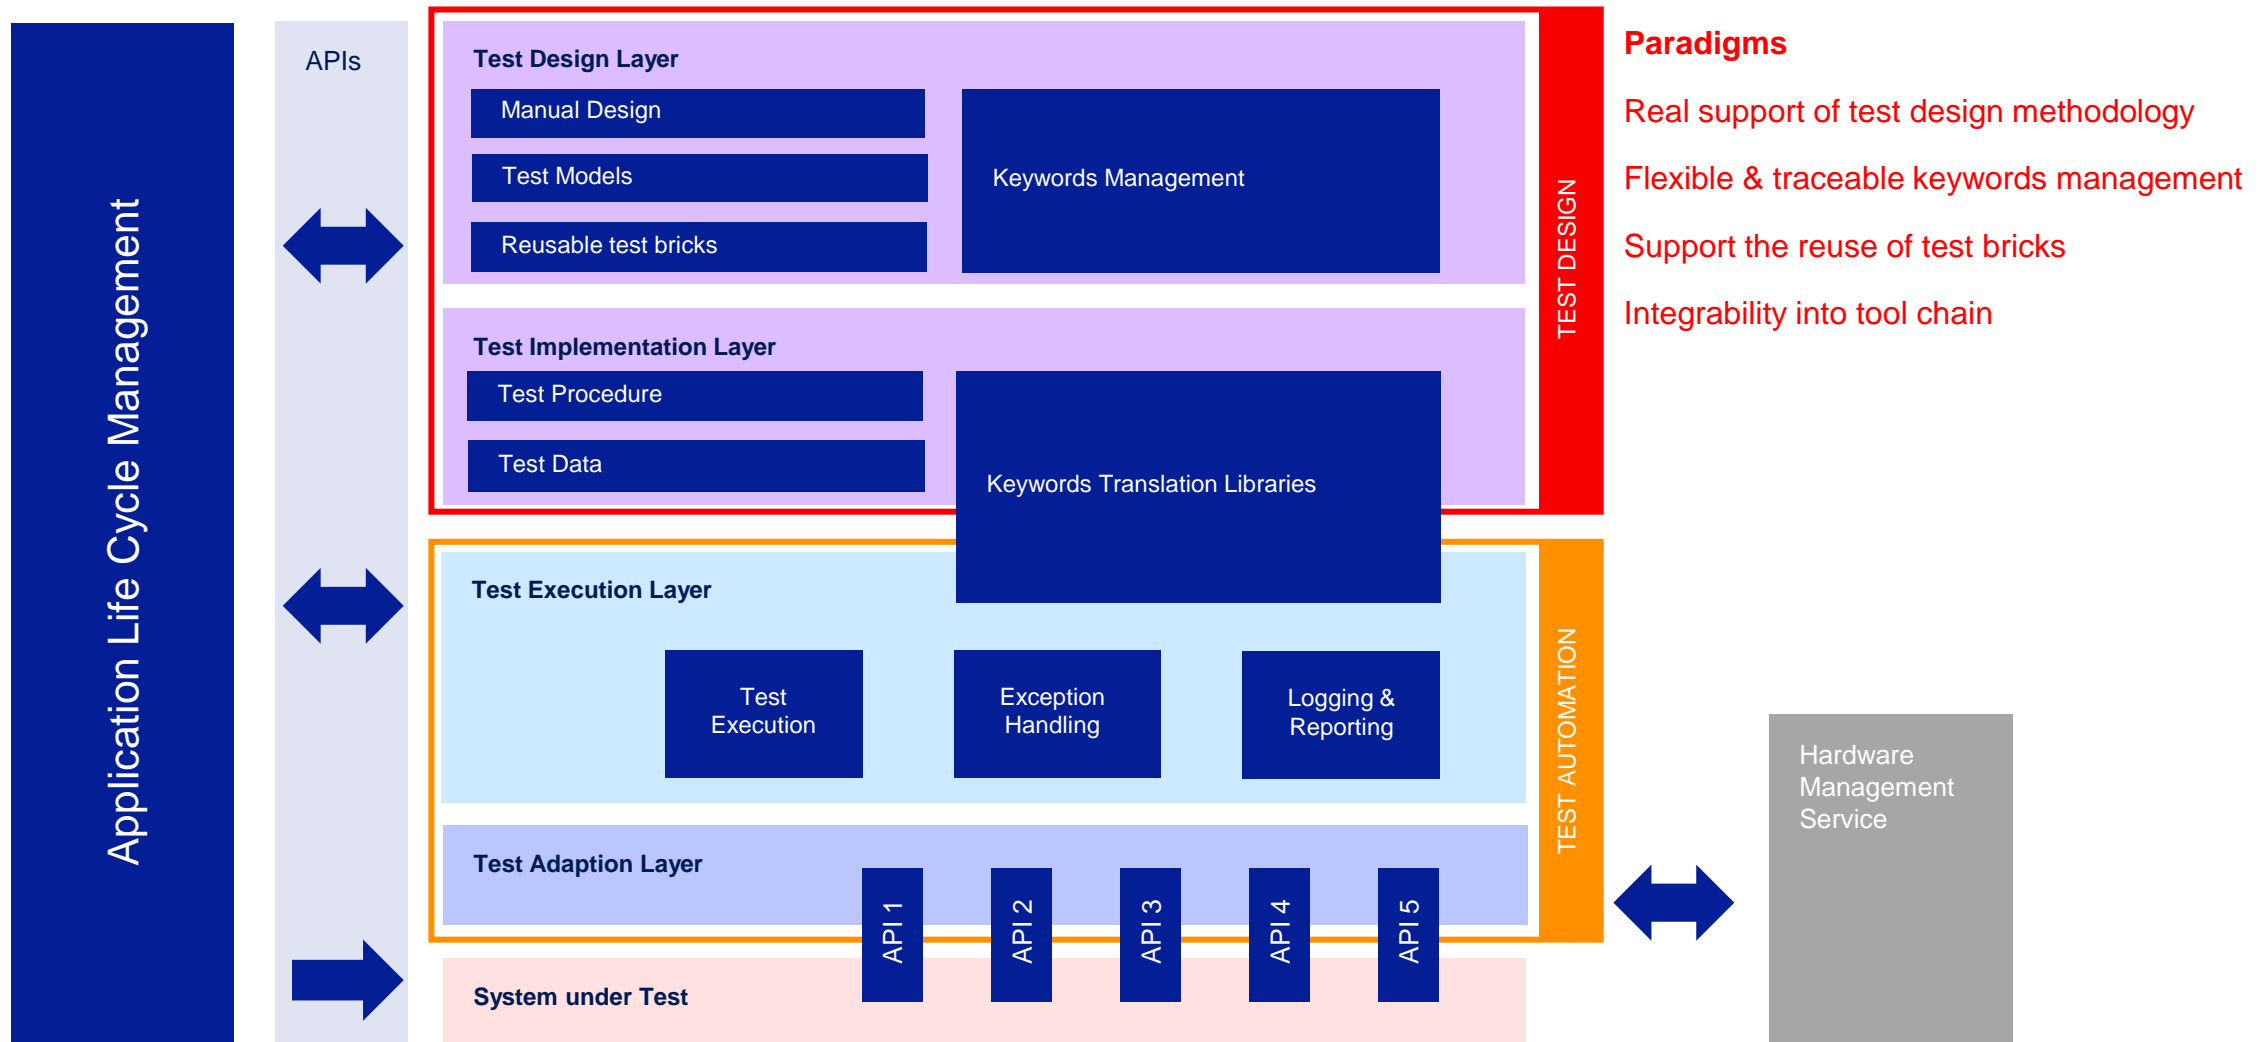 Application Life Cycle Management
APIs
Test Design Layer
Manual Design
Test Models
Reusable test bricks
Keywords Management
Test Implementation Layer
Test Procedure
Test Data
Keywords Translation Libraries
TEST DESIGN
Paradigms
Real support of test design methodology
Flexible & traceable keywords management
Support the reuse of test bricks
Integrability into tool chain
Test Execution Layer
Test
Execution
Exception
Handling
Logging &
Reporting
TEST AUTOMATION
Test Adaption Layer
API 1
API 2
API 3
API 4
API 5
System under Test
Hardware
Management
Service